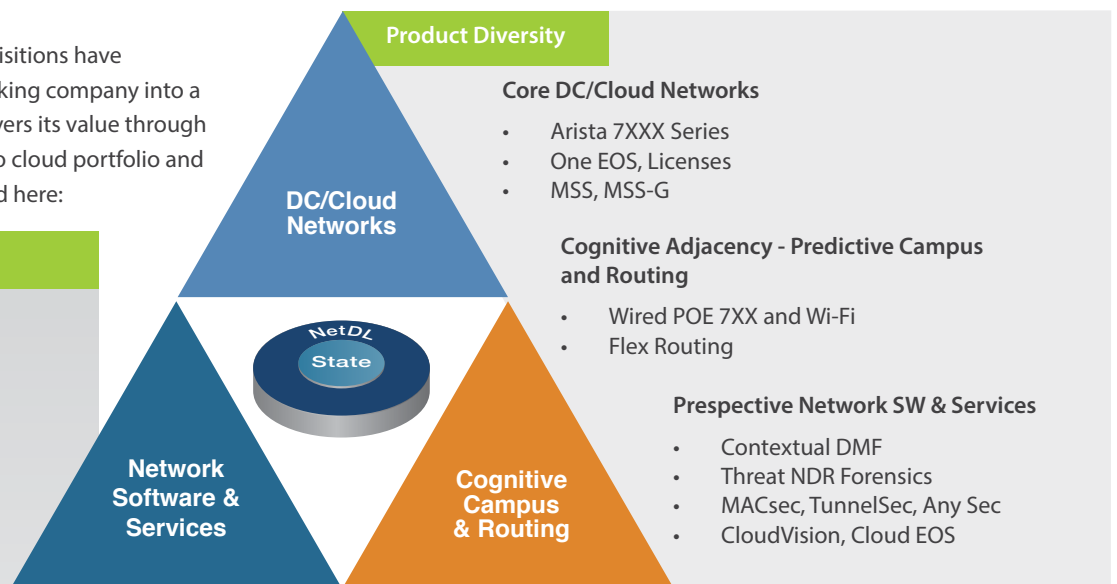 isitions have
king company into a
vers its value through
o cloud portfolio and
d here:
Product Diversity
Core DC/Cloud Networks
• Arista 7XXX Series
• One EOS, Licenses
• MSS, MSS-G
Cognitive Adjacency - Predictive Campus
and Routing
• Wired POE 7XX and Wi-Fi
• Flex Routing
Prespective Network SW & Services
• Contextual DMF
• Threat NDR Forensics
• MACsec, TunnelSec, Any Sec
• CloudVision, Cloud EOS
DC/Cloud
Networks
NetDL
State
Network
Software &
Services
Cognitive
Campus
& Routing